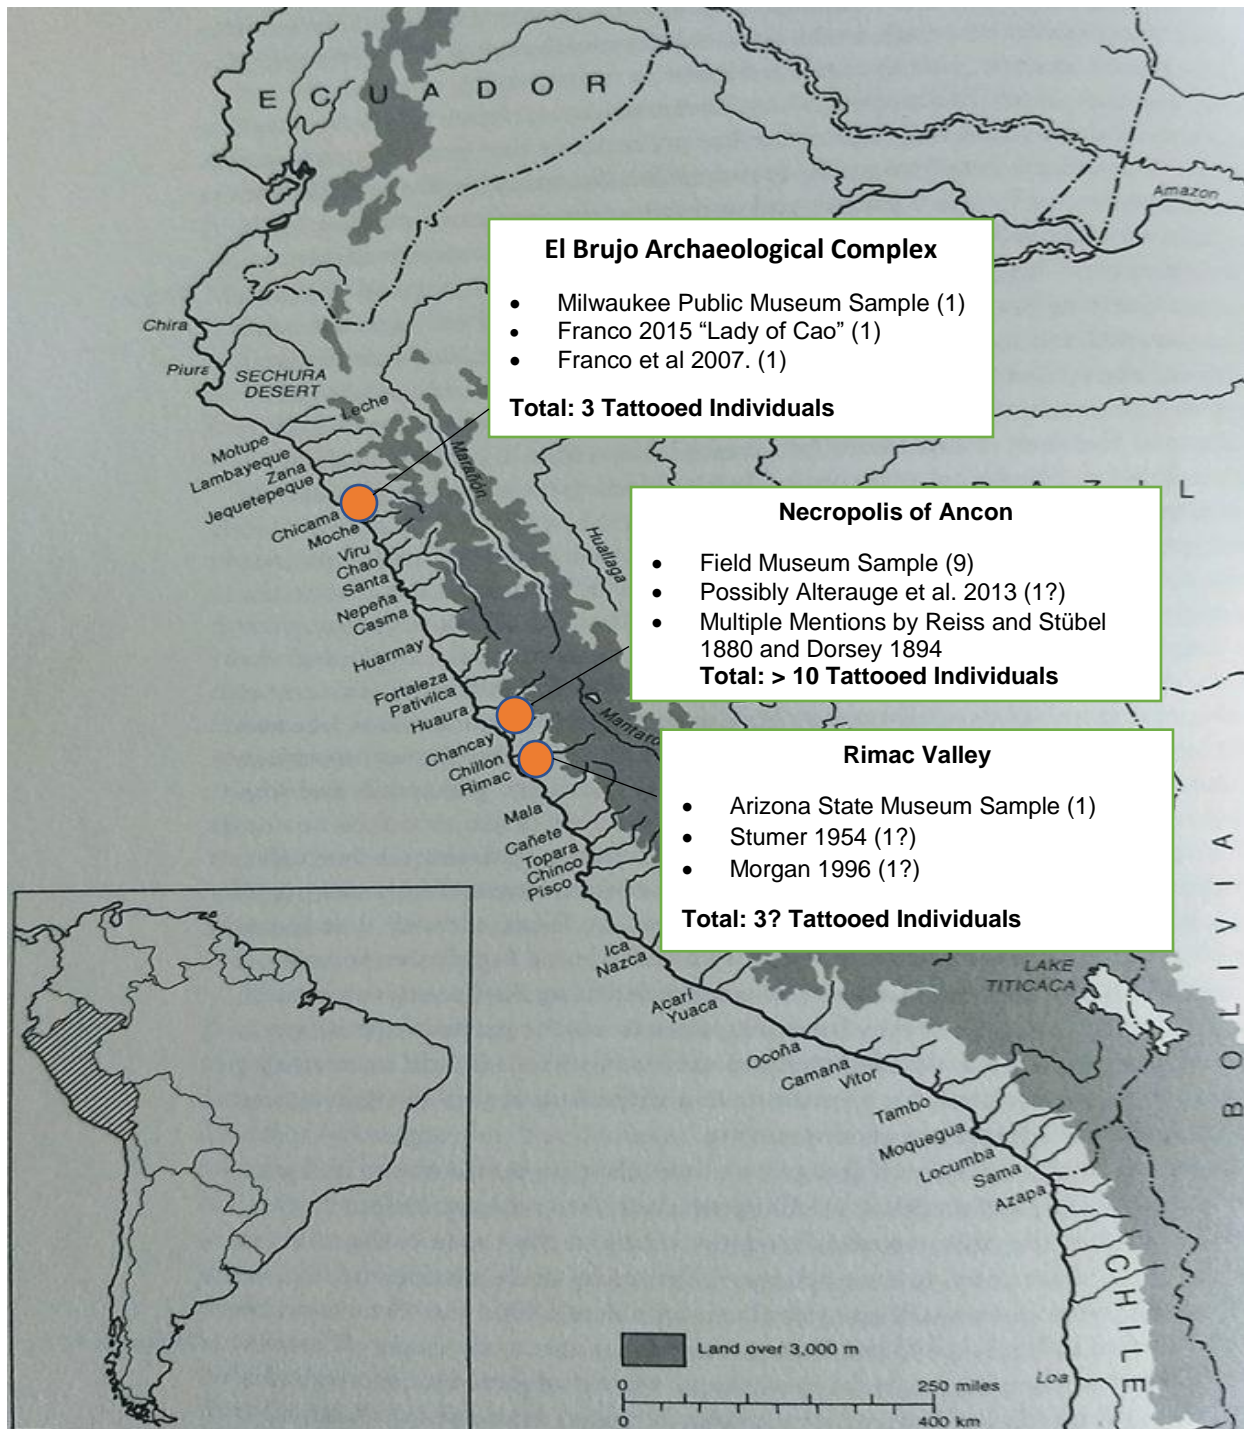 ECUADOR
Amazon
El Brujo Archaeological Complex
• Milwaukee Public Museum Sample (1)
• Franco 2015 “Lady of Cao” (1)
• Franco et al 2007. (1)
Total: 3 Tattooed Individuals
Chira
Piura
SECHURA
DESERT
Leche
Motupe
Lambayeque
Zana
Jequetepeque
Marañon
Chicama
Moche
Viru
Chao
Santa
Nepeña
Casma
Huallaga
Huarmay
Fortaleza
Pativilca
Huaura
Necropolis of Ancon
• Field Museum Sample (9)
• Possibly Alterauge et al. 2013 (1?)
• Multiple Mentions by Reiss and Stübel
1880 and Dorsey 1894
Total: > 10 Tattooed Individuals
Mantaro
Chancay
Chillon
Rimac
Rimac Valley
• Arizona State Museum Sample (1)
• Stumer 1954 (1?)
• Morgan 1996 (1?)
Total: 3? Tattooed Individuals
Mala
Cañete
Topara
Chinco
Pisco
Ica
Nazca
Acarí
Yuaca
LAKE
TITICACA
BOLIVIA
Ocoña
Camana
Vitor
Tambo
Moquegua
Locumba
Sama
Azapa
CHILE
Loa
Land over 3,000 m
0 250 miles
0 400 km